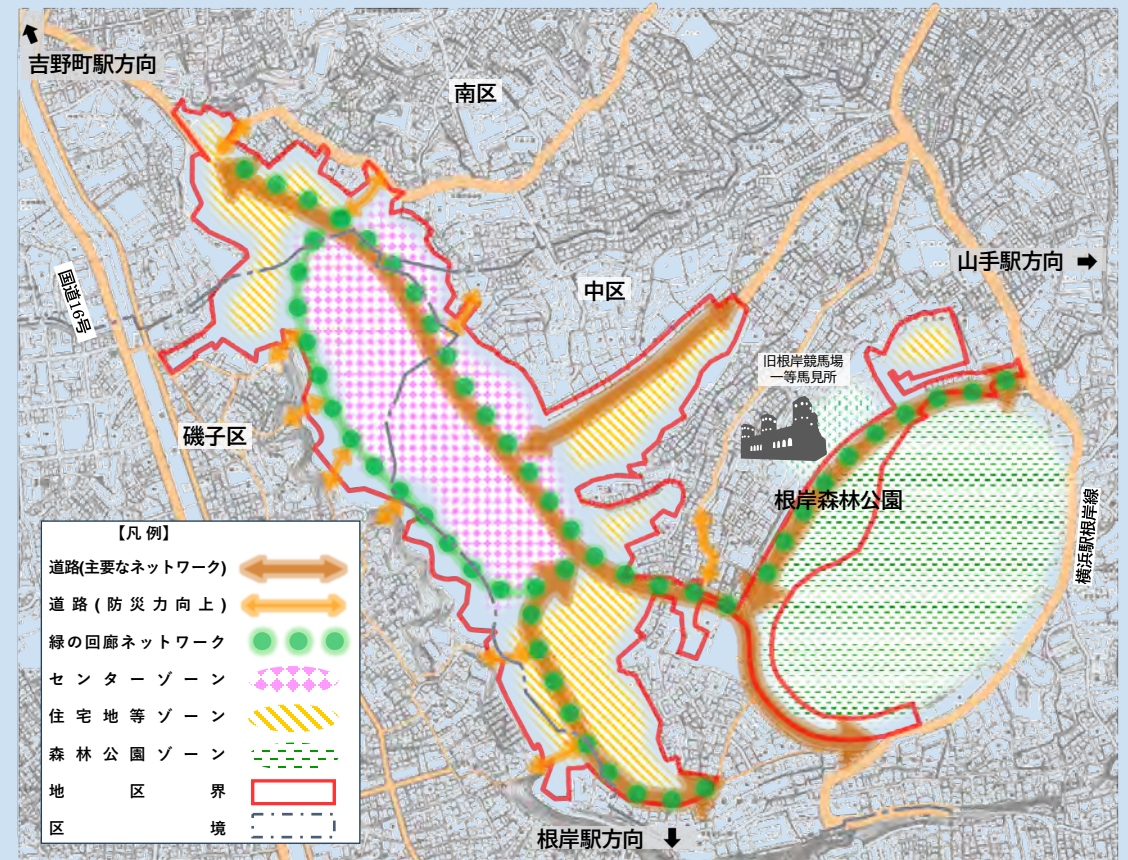 吉野町駅方向
南区
国道16号
中区
山手駅方向
旧根岸競馬場
一等馬見所
磯子区
根岸森林公園
横浜駅根岸線
【凡例】
道路(主要なネットワーク)
道路(防災力向上)
緑の回廊ネットワーク
センターゾーン
住宅地等ゾーン
森林公園ゾーン
地区界
区境
根岸駅方向